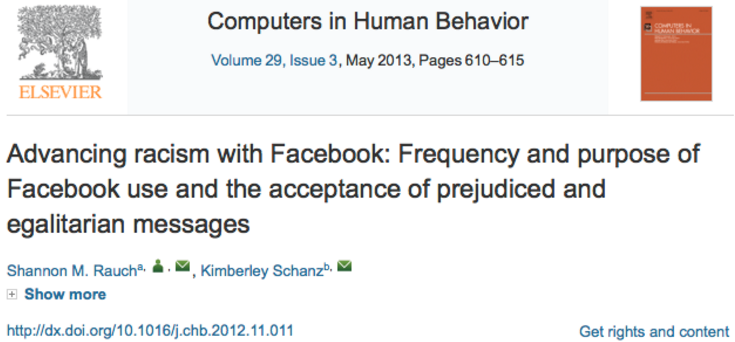 Computers in Human Behavior
Volume 29, Issue 3, May 2013, Pages 610–615
ELSEVIER
COMPUTERS IN
HUMAN BEHAVIOR
Advancing racism with Facebook: Frequency and purpose of
Facebook use and the acceptance of prejudiced and
egalitarian messages
Shannon M. Rauchª, , Kimberley Schanzᵇ,
Show more
http://dx.doi.org/10.1016/j.chb.2012.11.011
Get rights and content